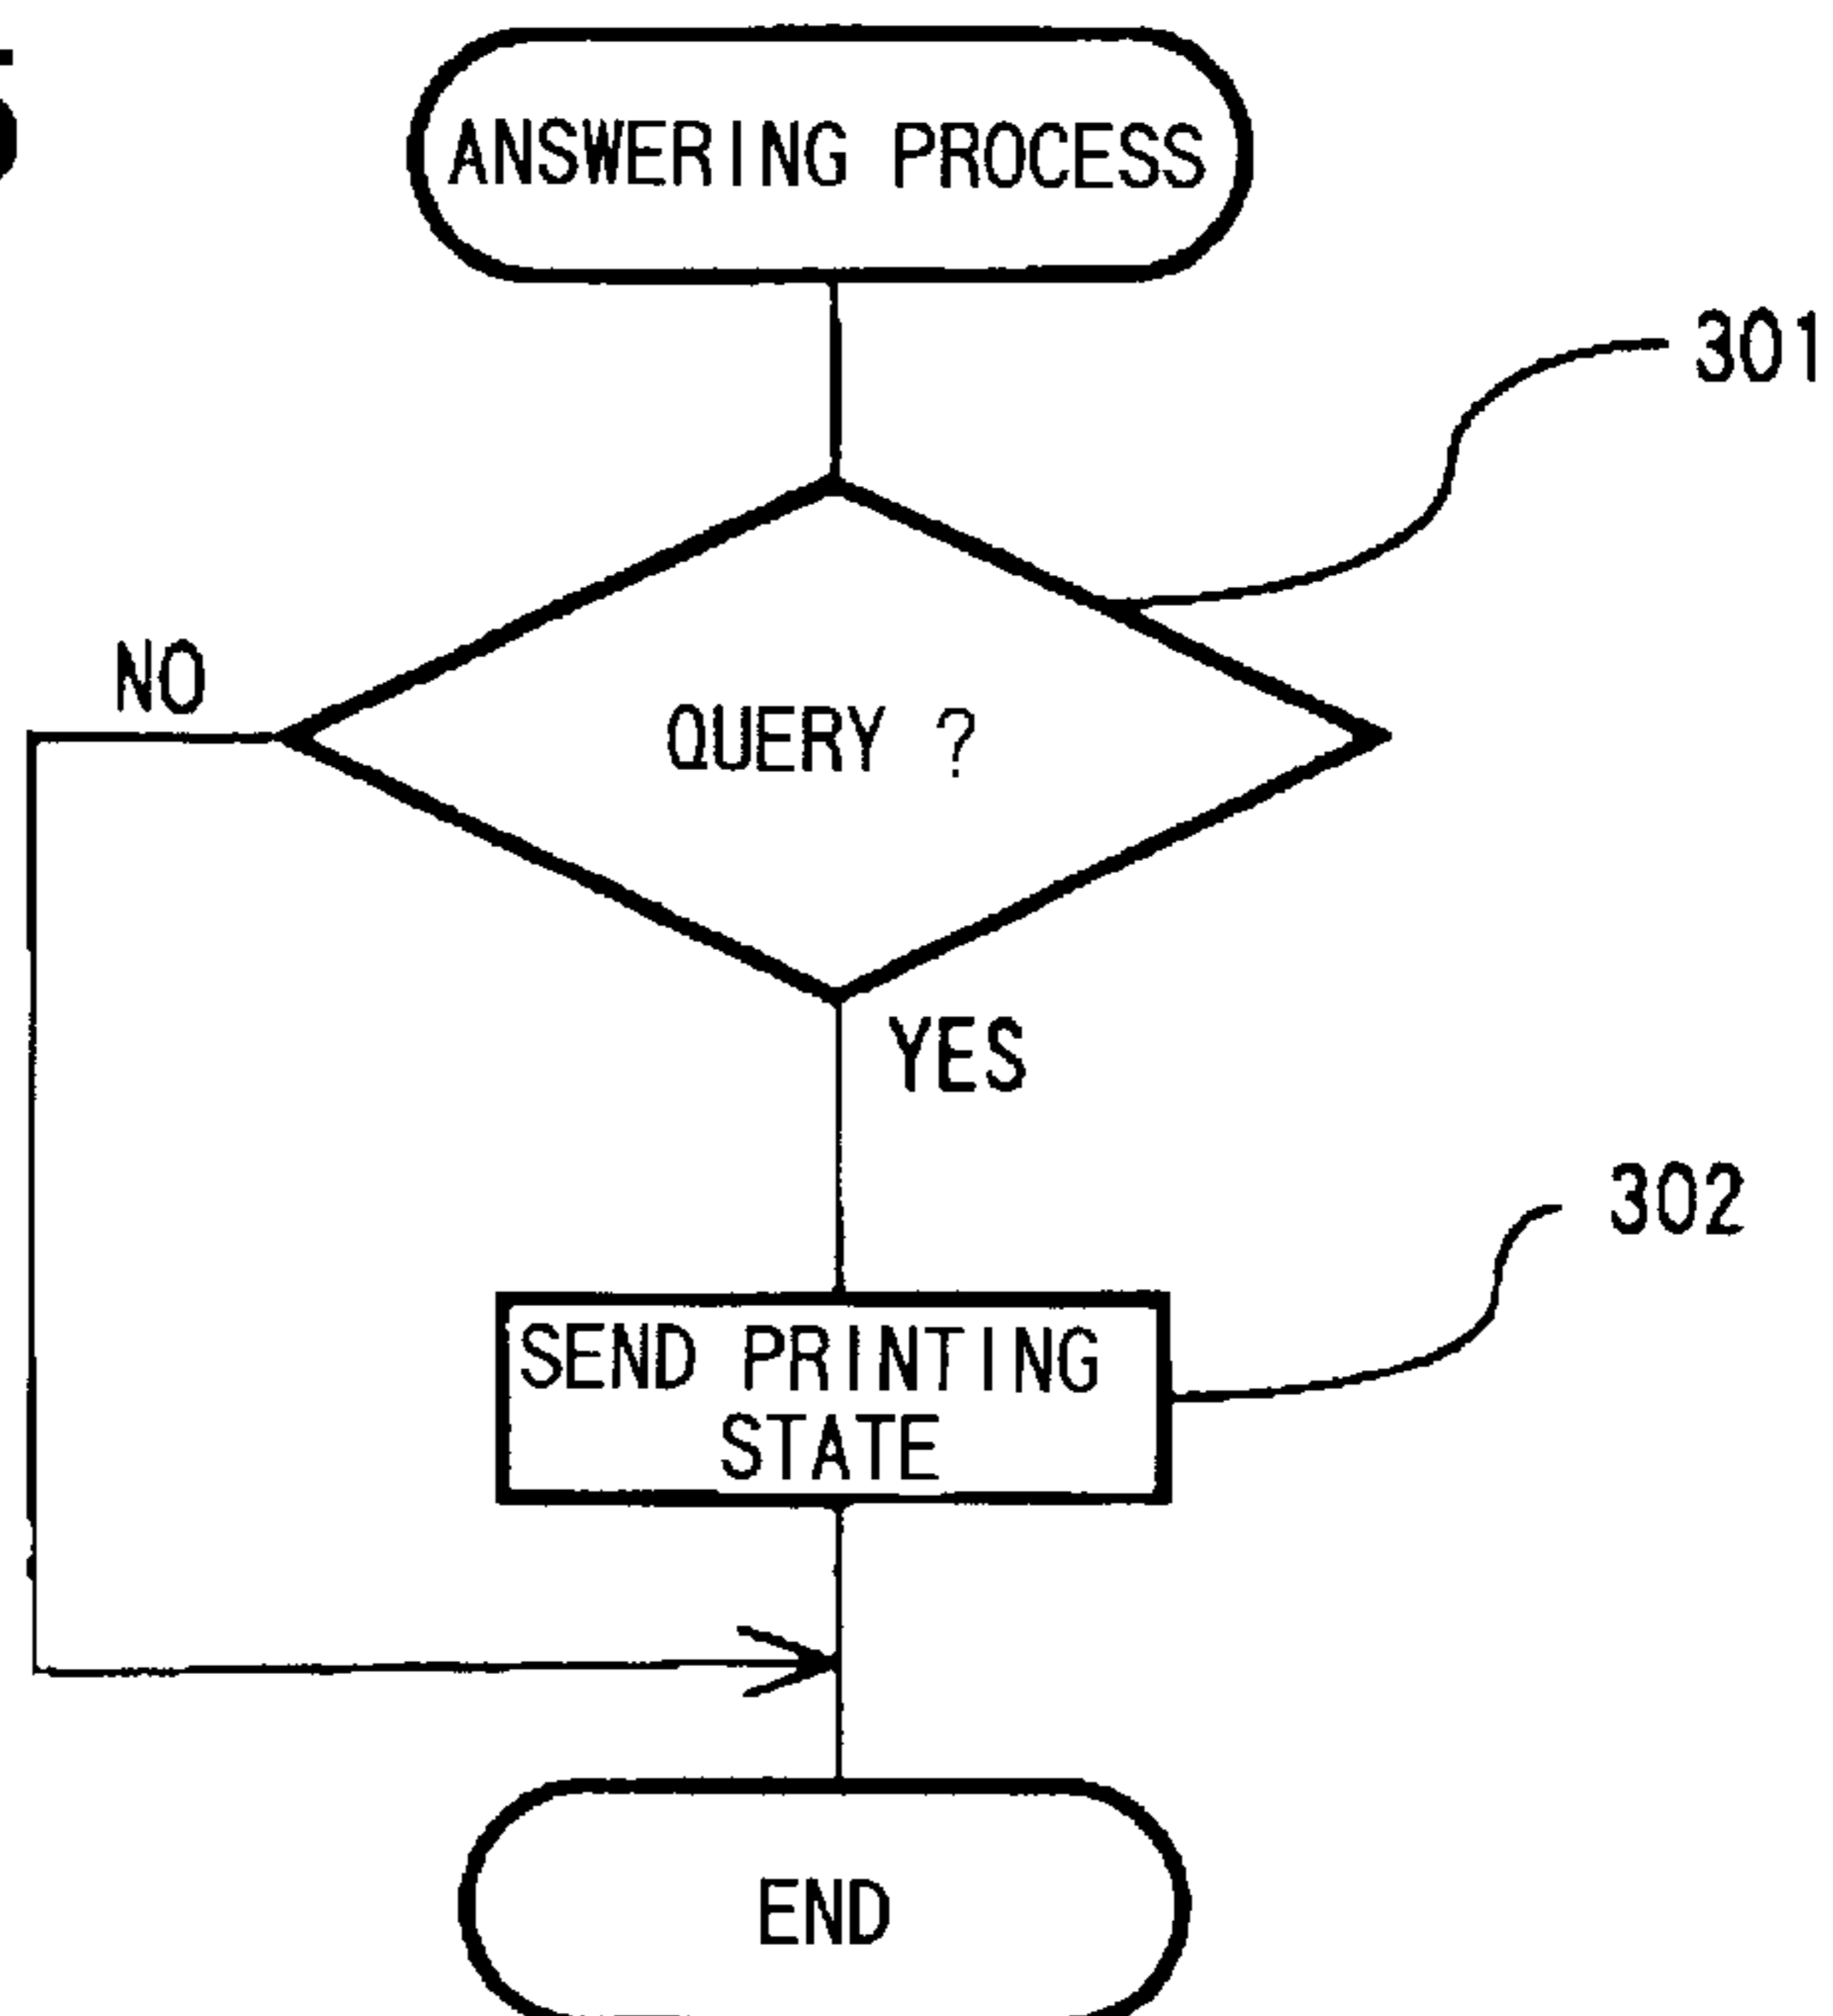 ANSWERING PROCESS
301
NO
QUERY ?
YES
302
SEND PRINTING
STATE
END